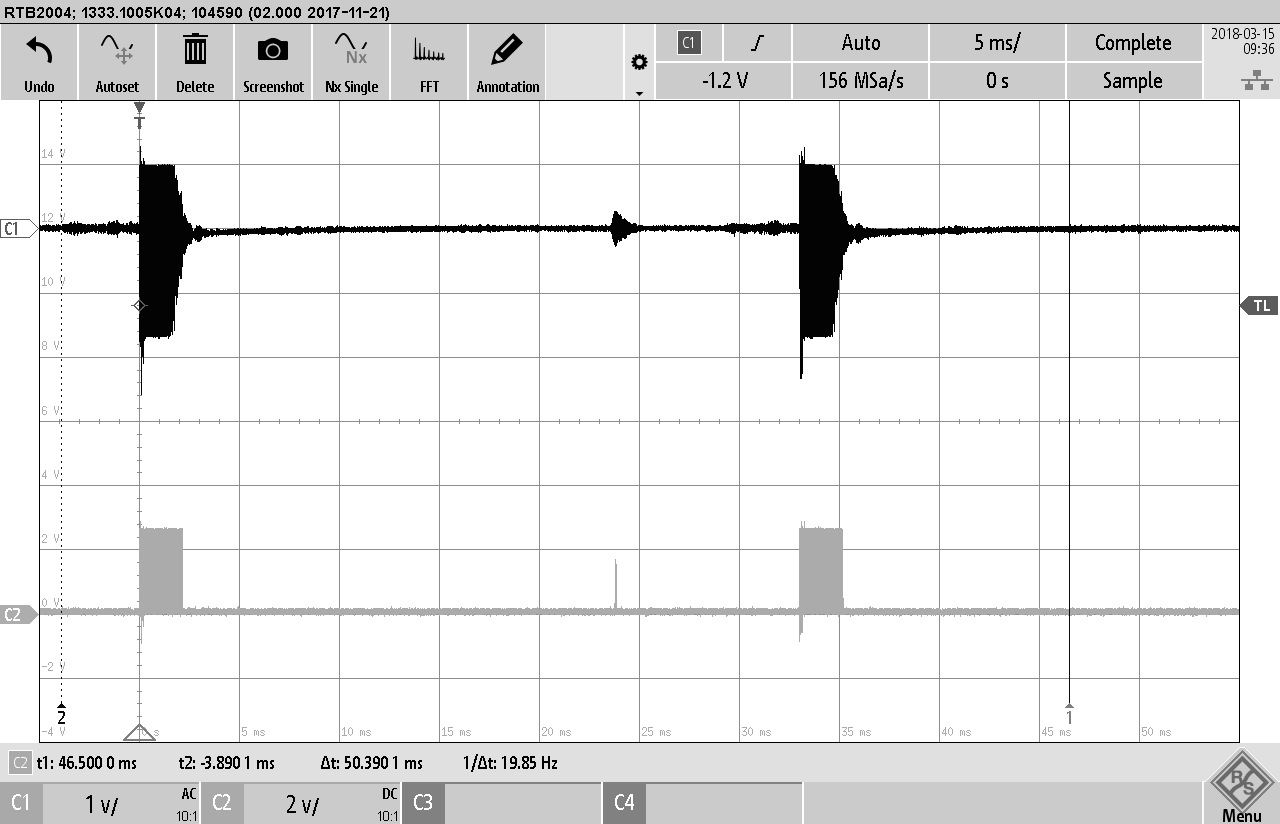 RTB2004; 1333.1005K04; 104590 (02.000 2017-11-21)
Undo
Autoset
Delete
Screenshot
Nx
Nx Single
FFT
Annotation
C1
Auto
5 ms/
Complete
-1.2 V
156 MSa/s
0 s
Sample
2018-03-15
09:36
T
14 V
12 V
C1
10 V
TL
8 V
6 V
4 V
2 V
0 V
C2
-2 V
2
1
-4 V
0 s
5 ms
10 ms
15 ms
20 ms
25 ms
30 ms
35 ms
40 ms
45 ms
50 ms
C2 t1: 46.500 0 ms t2: -3.890 1 ms Δt: 50.390 1 ms 1/Δt: 19.85 Hz
C1 1 V/ AC 10:1
C2 2 V/ DC 10:1
C3
C4
R S
Menu